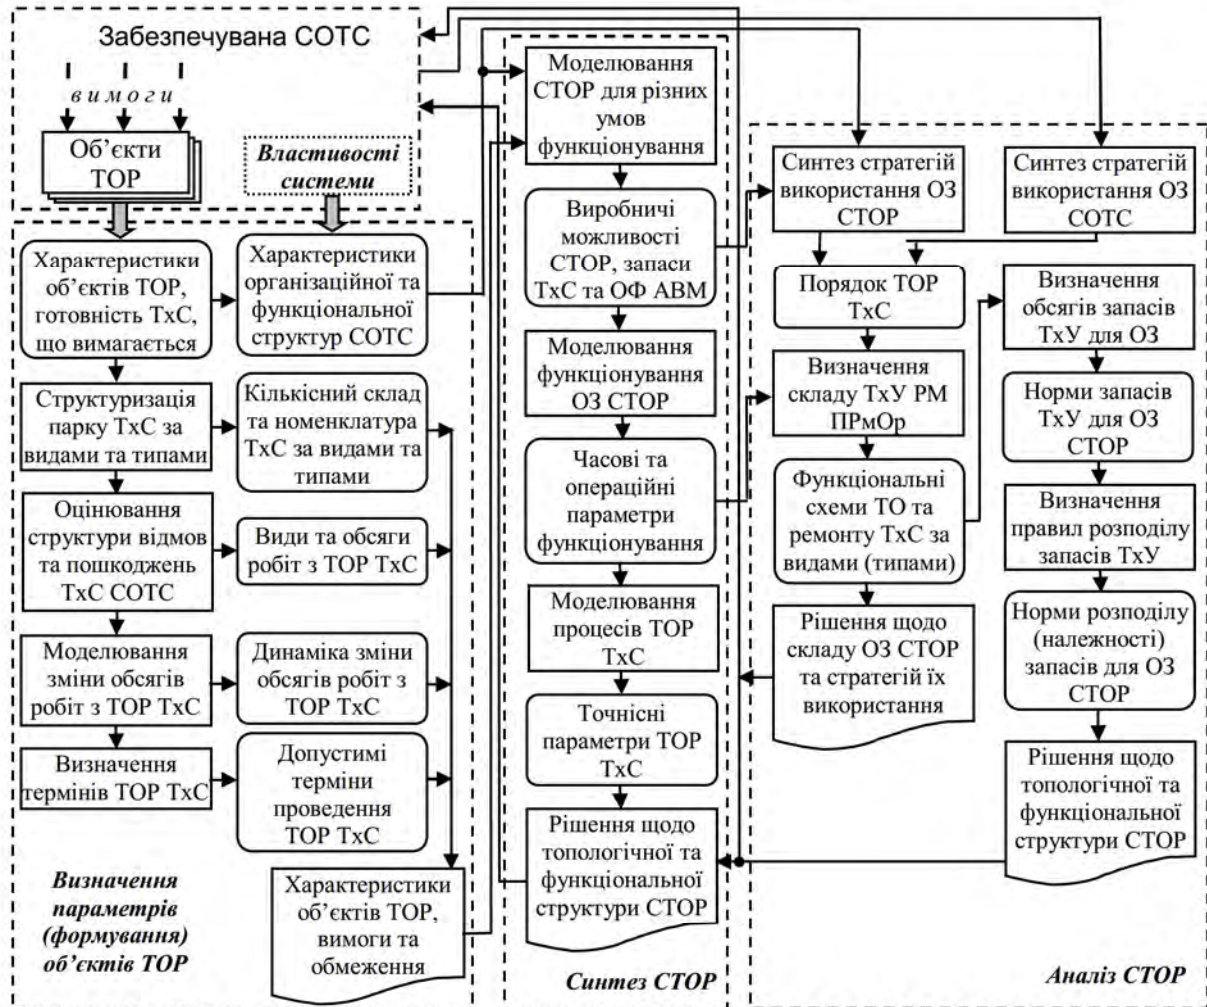 Забезпечувана СОТС
вимоги
Об’єкти
ТОР
Властивості
системи
Характеристики
об’єктів ТОР,
готовність ТхС,
що вимагається
Характеристики
організаційної та
функціональної
структур СОТС
Структуризація
парку ТхС за
видами та типами
Кількісний склад
та номенклатура
ТхС за видами та
типами
Оцінювання
структури відмов
та пошкоджень
ТхС СОТС
Види та обсяги
робіт з ТОР ТхС
Моделювання
зміни обсягів
робіт з ТОР ТхС
Динаміка зміни
обсягів робіт з
ТОР ТхС
Визначення
термінів ТОР ТхС
Допустимі
терміни
проведення
ТОР ТхС
Визначення
параметрів
(формування)
об’єктів ТОР
Характеристики
об’єктів ТОР,
вимоги та
обмеження
Моделювання
СТОР для різних
умов
функціонування
Виробничі
можливості
СТОР, запаси
ТхС та ОФ АВМ
Моделювання
функціонування
ОЗ СТОР
Часові та
операційні
параметри
функціонування
Моделювання
процесів ТОР
ТхС
Точнісні
параметри ТОР
ТхС
Рішення щодо
топологічної та
функціональної
структури СТОР
Синтез СТОР
Синтез стратегій
використання ОЗ
СТОР
Порядок ТОР
ТхС
Визначення
складу ТхУ РМ
ПРмОр
Функціональні
схеми ТО та
ремонту ТхС за
видами (типами)
Рішення щодо
складу ОЗ СТОР
та стратегій їх
використання
Синтез стратегій
використання ОЗ
СОТС
Визначення
обсягів запасів
ТхУ для ОЗ
Норми запасів
ТхУ для ОЗ
СТОР
Визначення
правил розподілу
запасів ТхУ
Норми розподілу
(належності)
запасів для ОЗ
СТОР
Рішення щодо
топологічної та
функціональної
структури СТОР
Аналіз СТОР